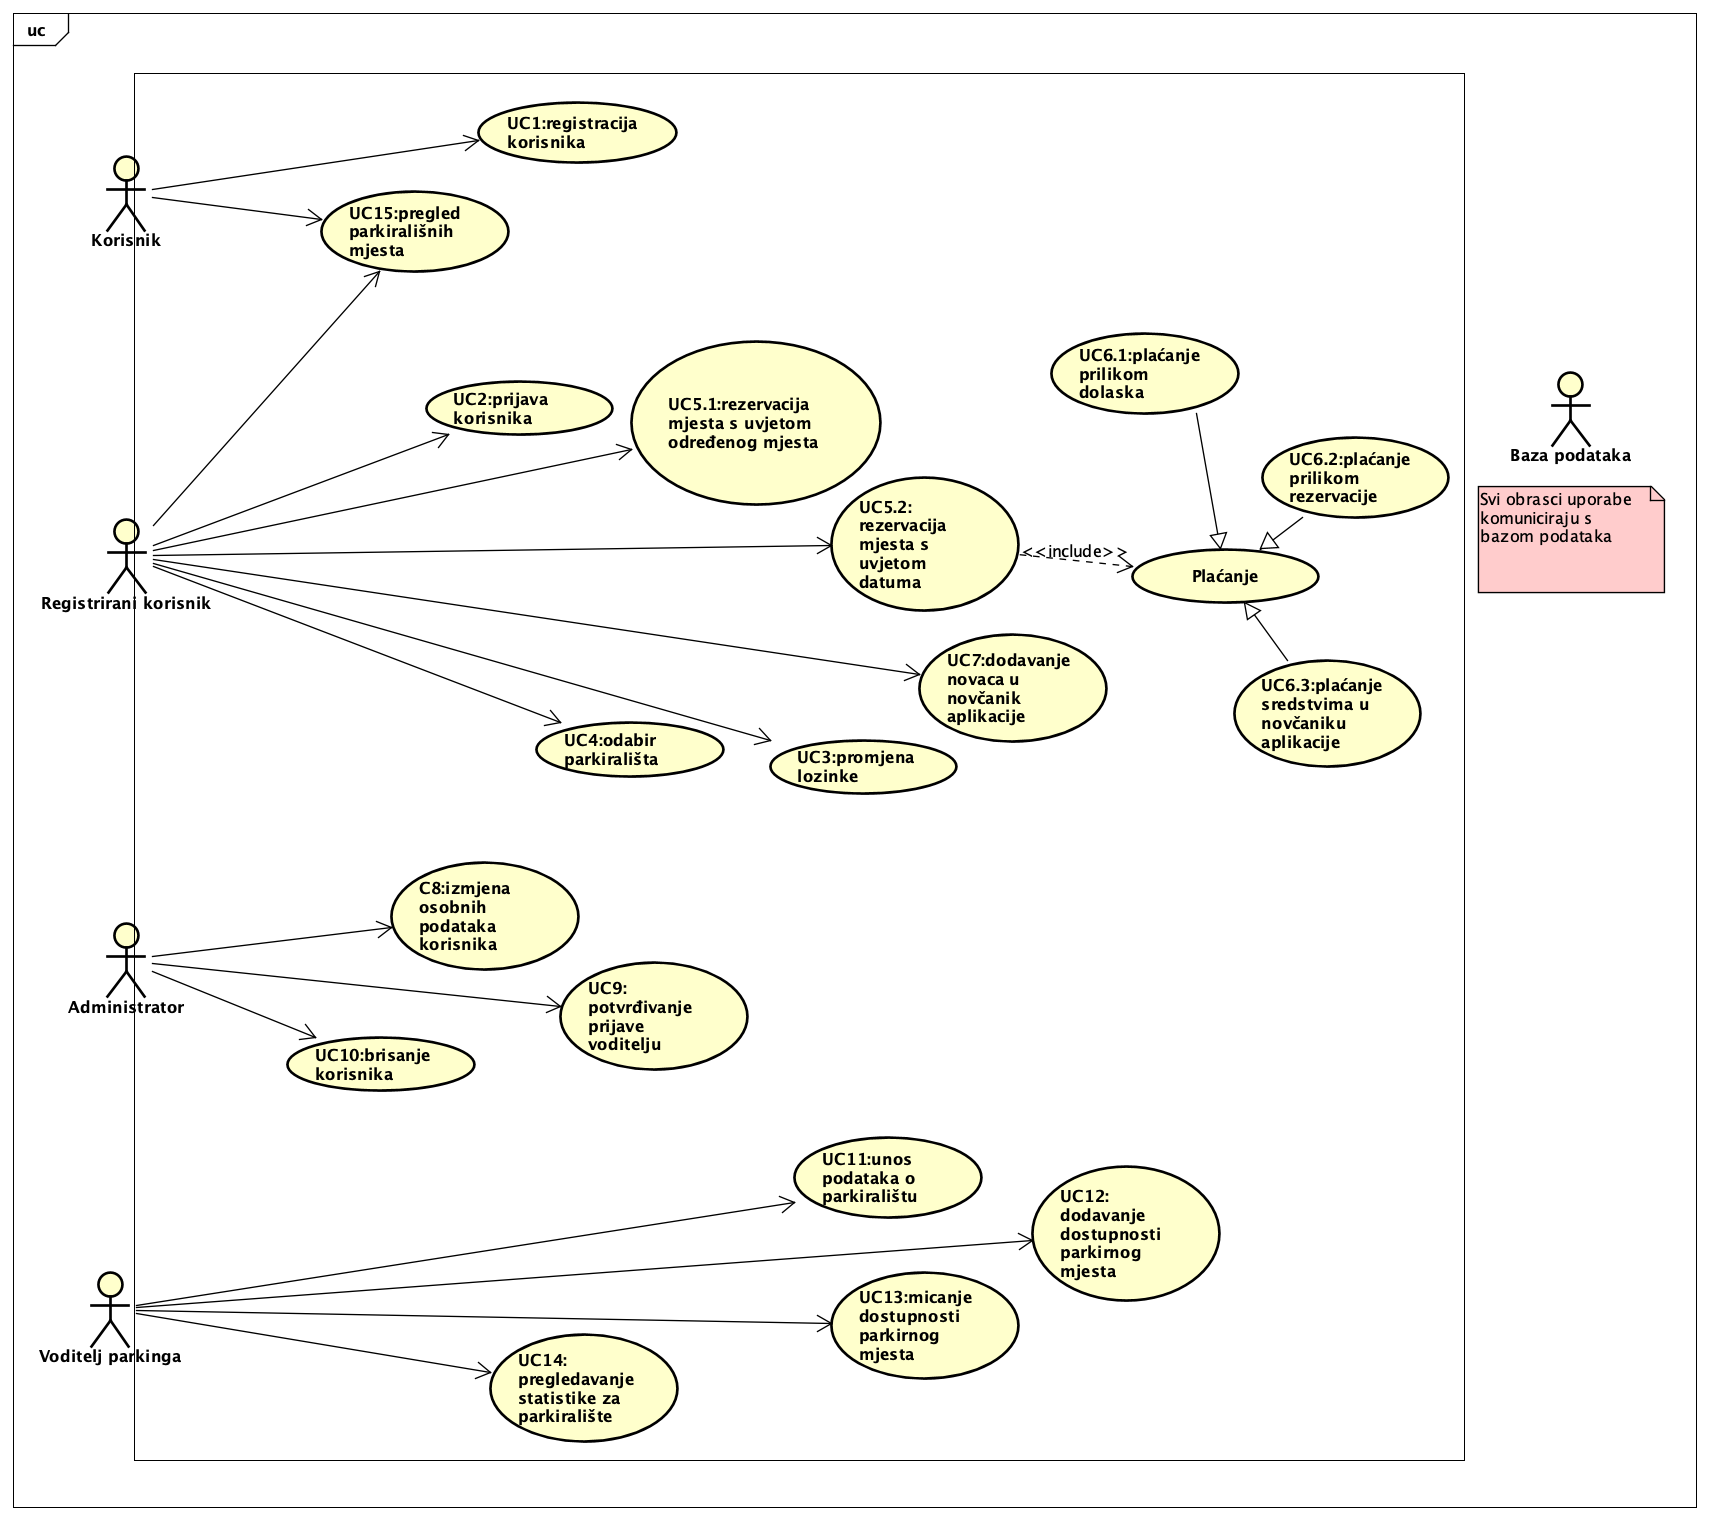 uc
UC1:registracija
korisnika
Korisnik
UC15:pregled
parkirališnih
mjesta
UC6.1:plaćanje
prilikom
dolaska
UC2:prijava
korisnika
UC5.1:rezervacija
mjesta s uvjetom
određenog mjesta
UC6.2:plaćanje
prilikom
rezervacije
Baza podataka
Svi obrasci uporabe
komuniciraju s
bazom podataka
UC5.2:
rezervacija
mjesta s
uvjetom
datuma
<<include>>
Plaćanje
Registrirani korisnik
UC7:dodavanje
novaca u
novčanik
aplikacije
UC6.3:plaćanje
sredstvima u
novčaniku
aplikacije
UC4:odabir
parkirališta
UC3:promjena
lozinke
C8:izmjena
osobnih
podataka
korisnika
Administrator
UC9:
potvrđivanje
prijave
voditelju
UC10:brisanje
korisnika
UC11:unos
podataka o
parkiralištu
UC12:
dodavanje
dostupnosti
parkirnog
mjesta
UC13:micanje
dostupnosti
parkirnog
mjesta
Voditelj parkinga
UC14:
pregledavanje
statistike za
parkiralište